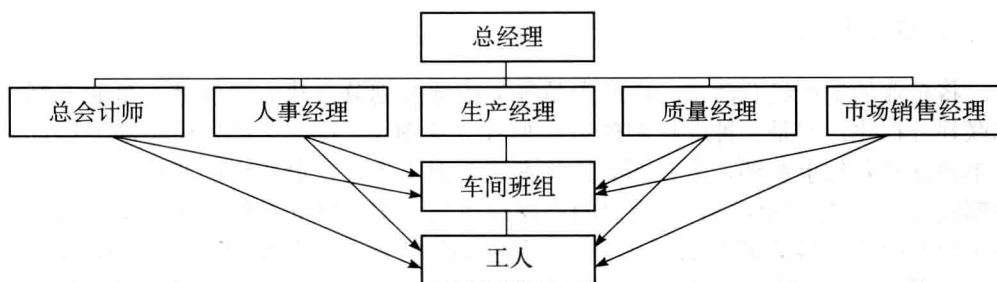 总经理
总会计师
人事经理
生产经理
质量经理
市场销售经理
车间班组
工人